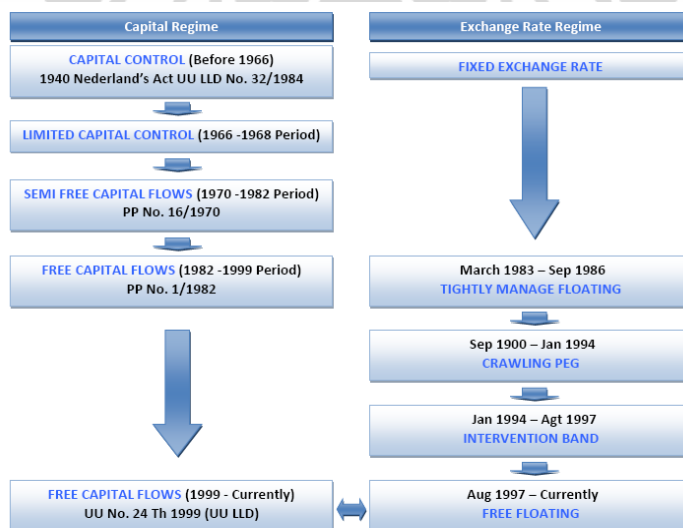 Capital Regime
CAPITAL CONTROL (Before 1966)
1940 Nederland's Act UU LLD No. 32/1984
LIMITED CAPITAL CONTROL (1966 -1968 Period)
SEMI FREE CAPITAL FLOWS (1970 -1982 Period)
PP No. 16/1970
FREE CAPITAL FLOWS (1982 -1999 Period)
PP No. 1/1982
FREE CAPITAL FLOWS (1999 - Currently)
UU No. 24 Th 1999 (UU LLD)
Exchange Rate Regime
FIXED EXCHANGE RATE
March 1983 – Sep 1986
TIGHTLY MANAGE FLOATING
Sep 1900 – Jan 1994
CRAWLING PEG
Jan 1994 – Agt 1997
INTERVENTION BAND
Aug 1997 – Currently
FREE FLOATING